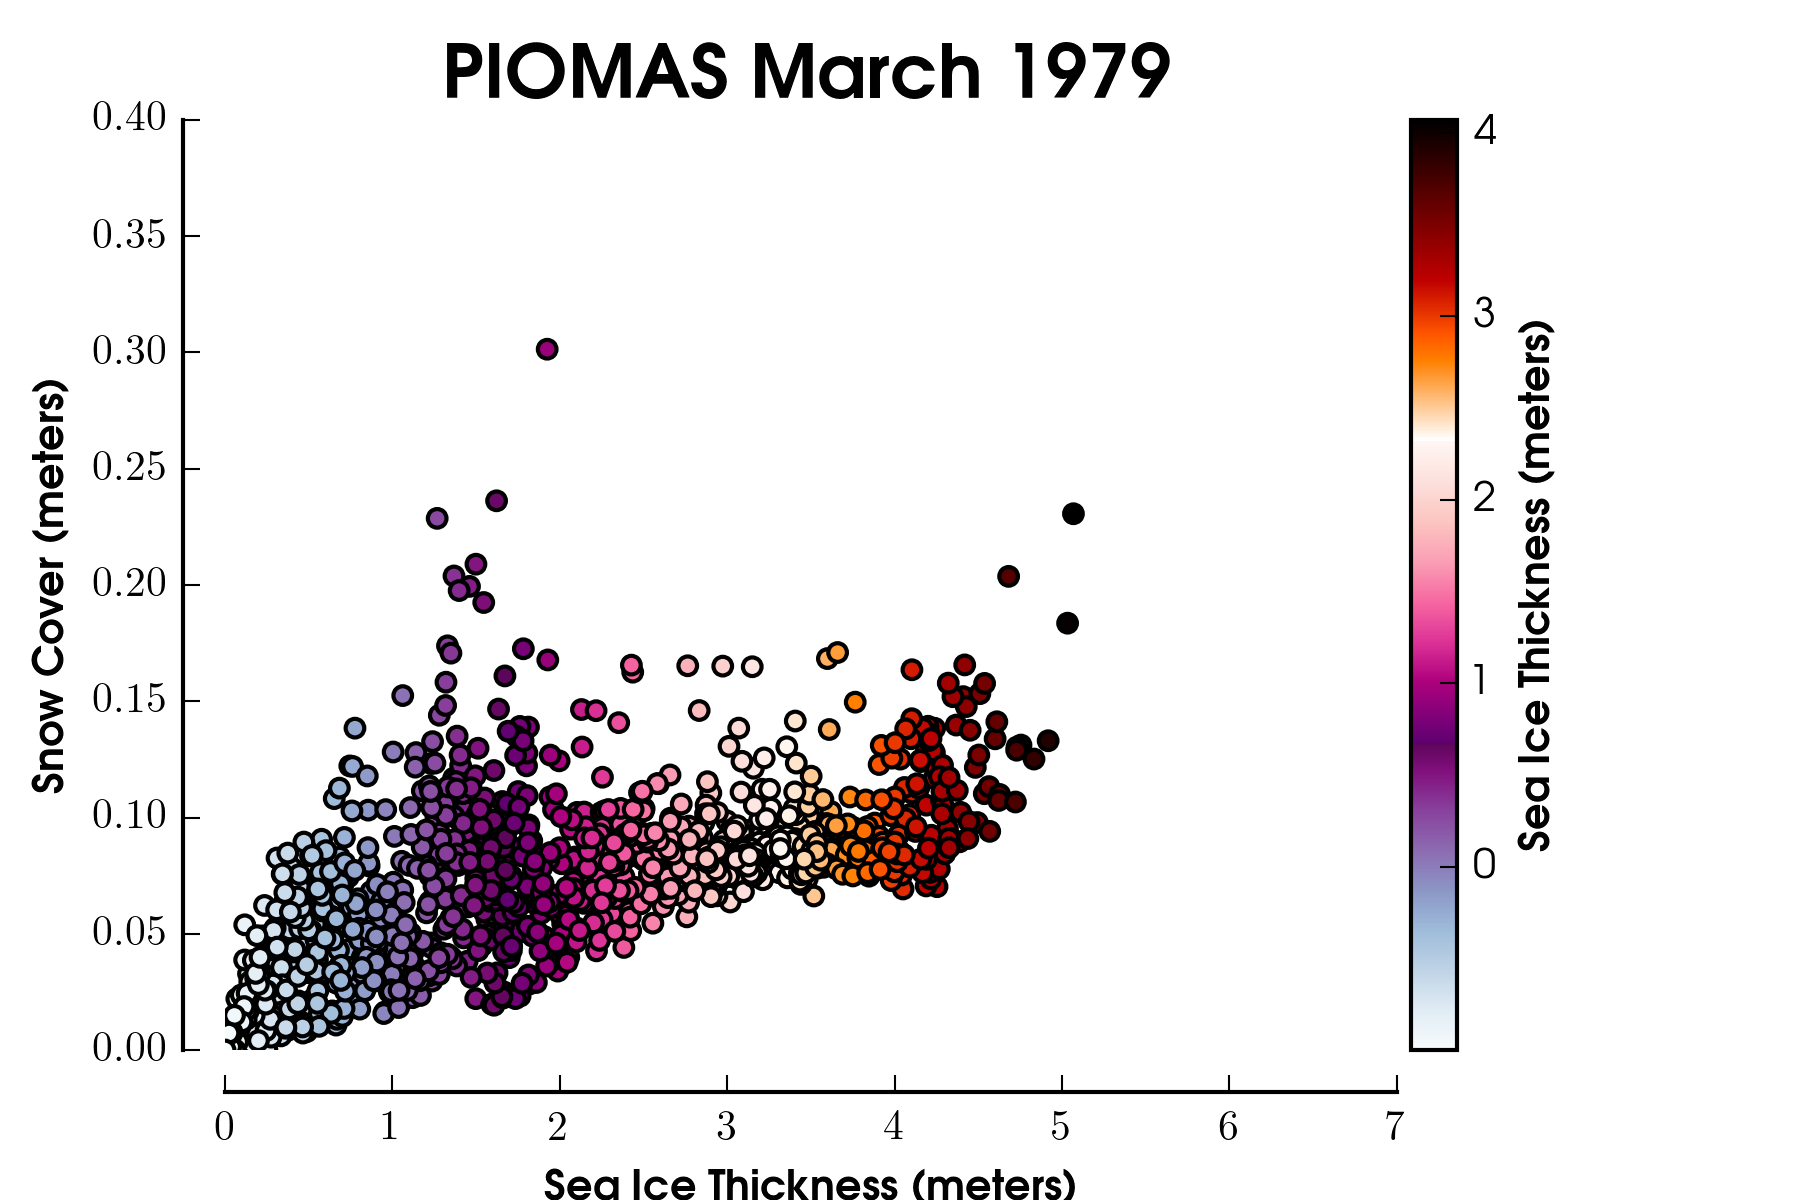 PIOMAS March 1979
0.40
0.35
0.30
0.25
0.20
0.15
0.10
0.05
0.00
Snow Cover (meters)
0 1 2 3 4 5 6 7
Sea Ice Thickness (meters)
4
3
2
1
0
Sea Ice Thickness (meters)